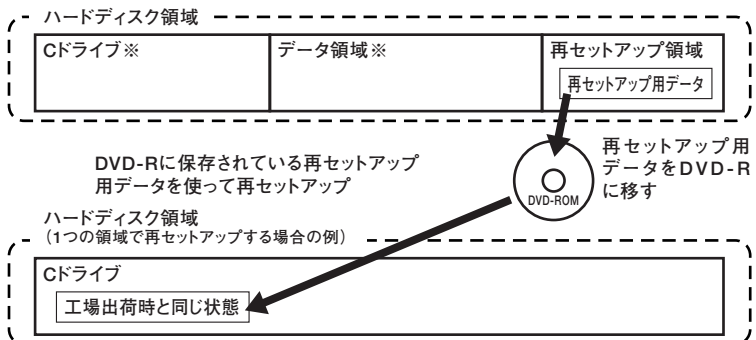 ハードディスク領域
Cドライブ※
データ領域※
再セットアップ領域
再セットアップ用データ
DVD-Rに保存されている再セットアップ
用データを使って再セットアップ
DVD-ROM
再セットアップ用
データをDVD-R
に移す
ハードディスク領域
(1つの領域で再セットアップする場合の例)
Cドライブ
工場出荷時と同じ状態